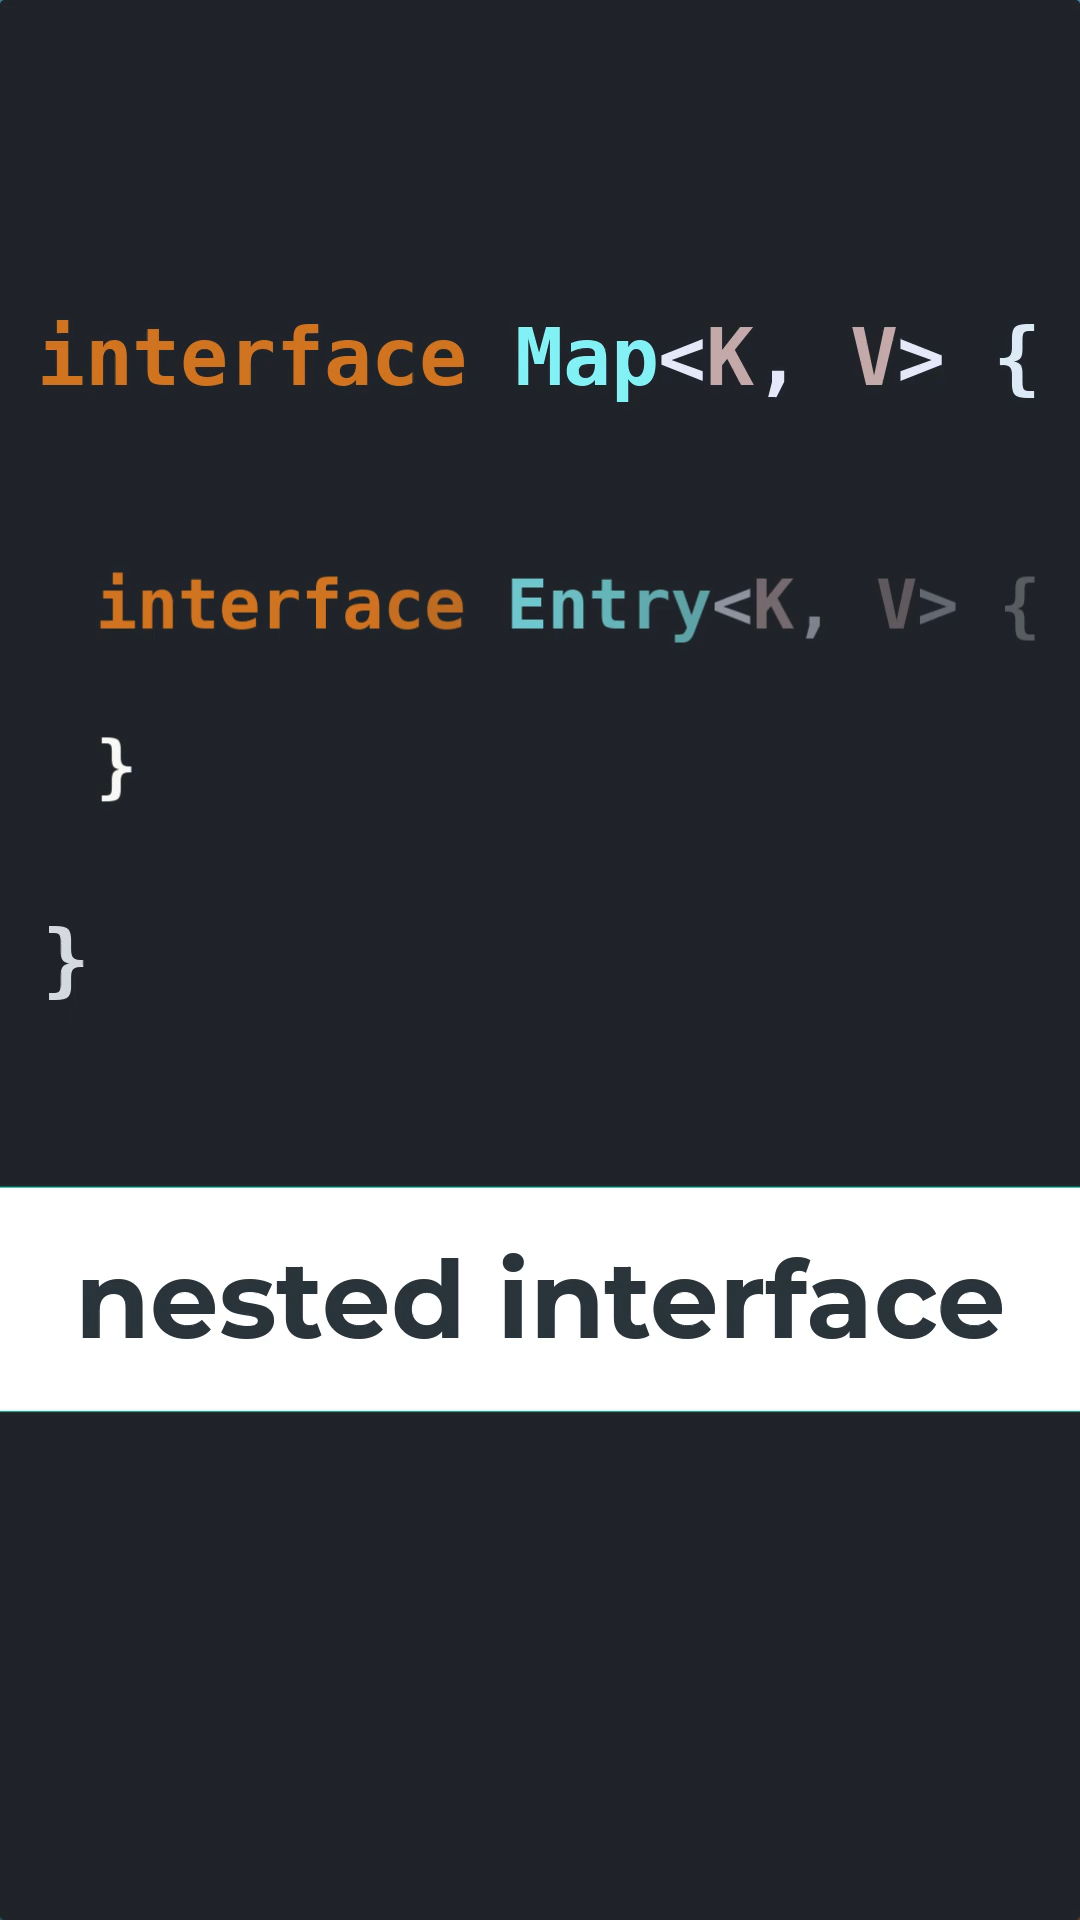 interface Map<K, V> {
interface Entry<K, V> {
}
}
nested interface